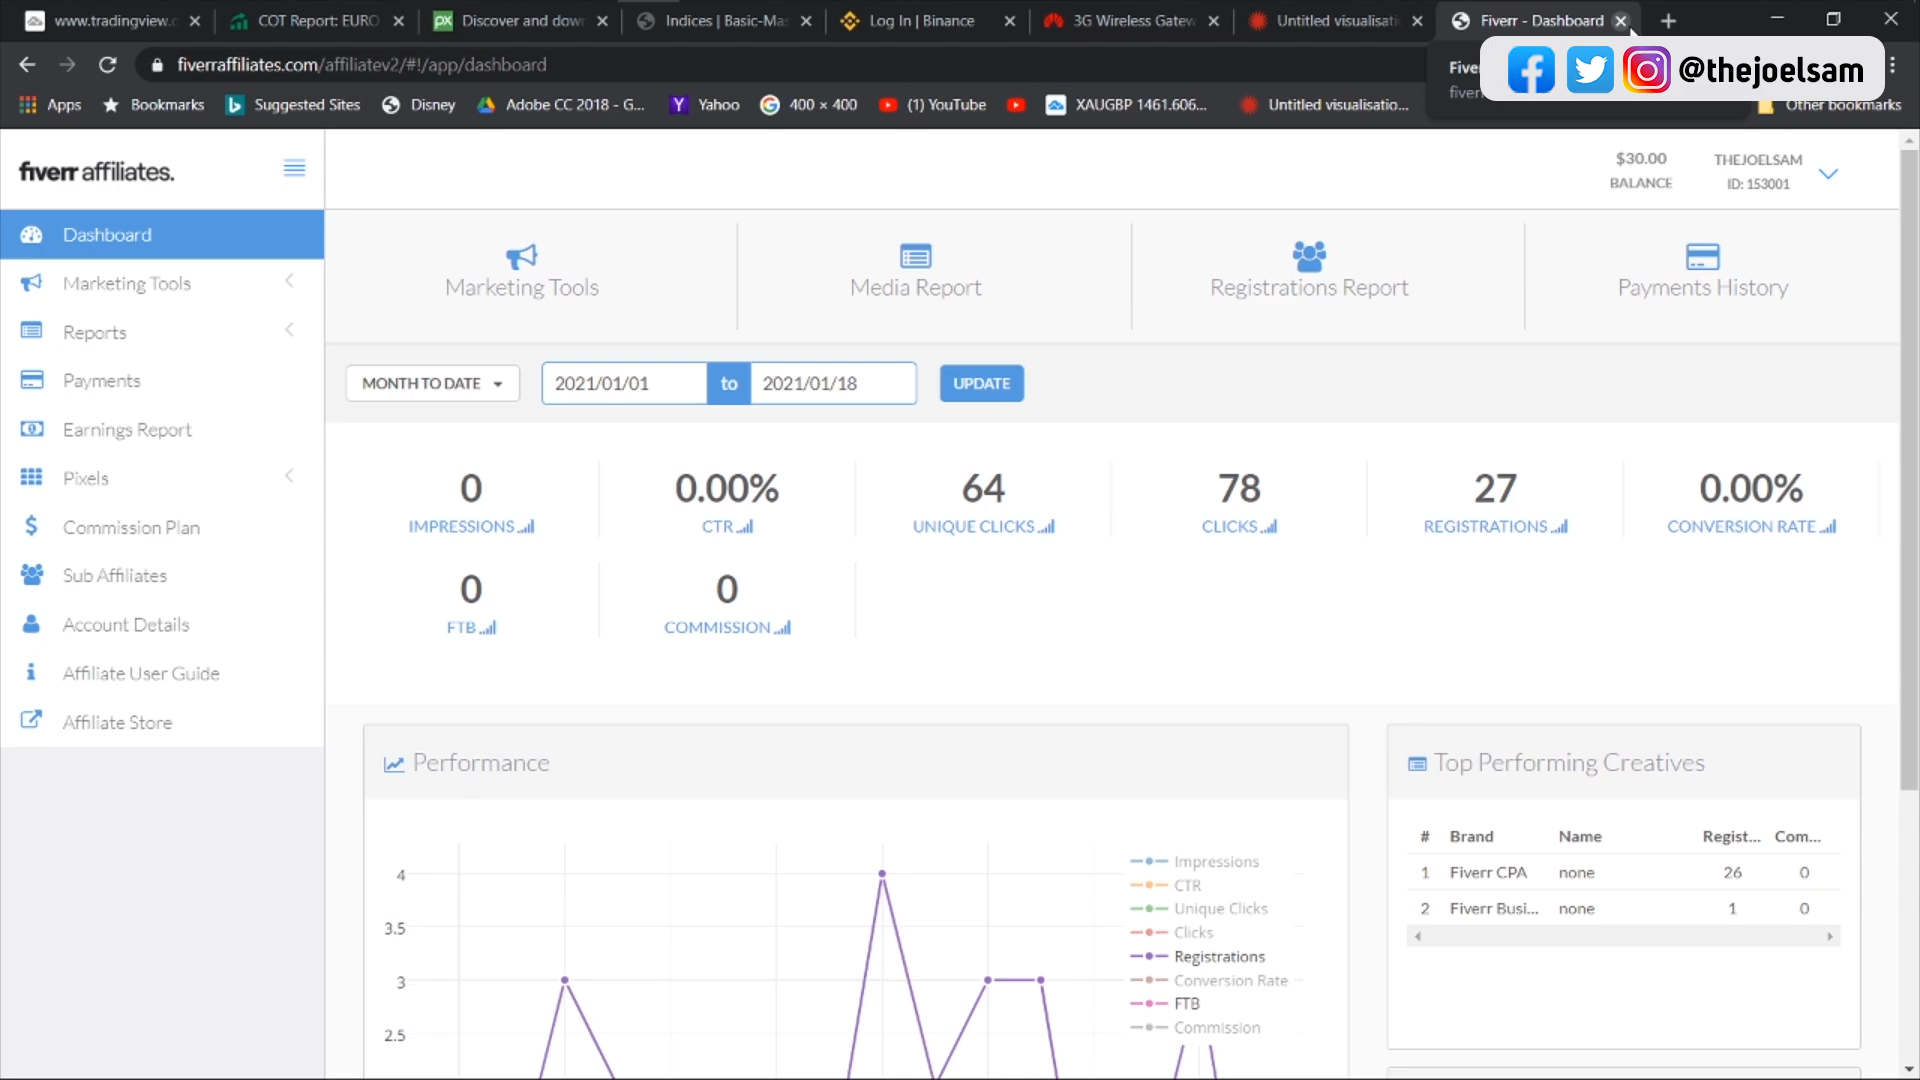 www.tradingview.c
COT Report: EURO
Discover and down
Indices | Basic-Mas
Log In | Binance
3G Wireless Gatew
Untitled visualisati
Fiverr - Dashboard
fiverraffiliates.com/affiliatev2/#!/app/dashboard
@thejoelsam
Apps
Bookmarks
Suggested Sites
Disney
Adobe CC 2018 - G...
Yahoo
400 × 400
(1) YouTube
XAUGBP 1461.606...
Untitled visualisatio...
Other bookmarks
fiverr affiliates.
$30.00
BALANCE
THEJOELSAM
ID: 153001
Dashboard
Marketing Tools
Reports
Payments
Earnings Report
Pixels
Commission Plan
Sub Affiliates
Account Details
Affiliate User Guide
Affiliate Store
Marketing Tools
Media Report
Registrations Report
Payments History
MONTH TO DATE
2021/01/01
to
2021/01/18
UPDATE
0
IMPRESSIONS
0.00%
CTR
64
UNIQUE CLICKS
78
CLICKS
27
REGISTRATIONS
0.00%
CONVERSION RATE
0
FTB
0
COMMISSION
Performance
4
3.5
3
2.5
Impressions
CTR
Unique Clicks
Clicks
Registrations
Conversion Rate
FTB
Commission
Top Performing Creatives
# Brand Name Regist... Com...
1 Fiverr CPA none 26 0
2 Fiverr Busi... none 1 0